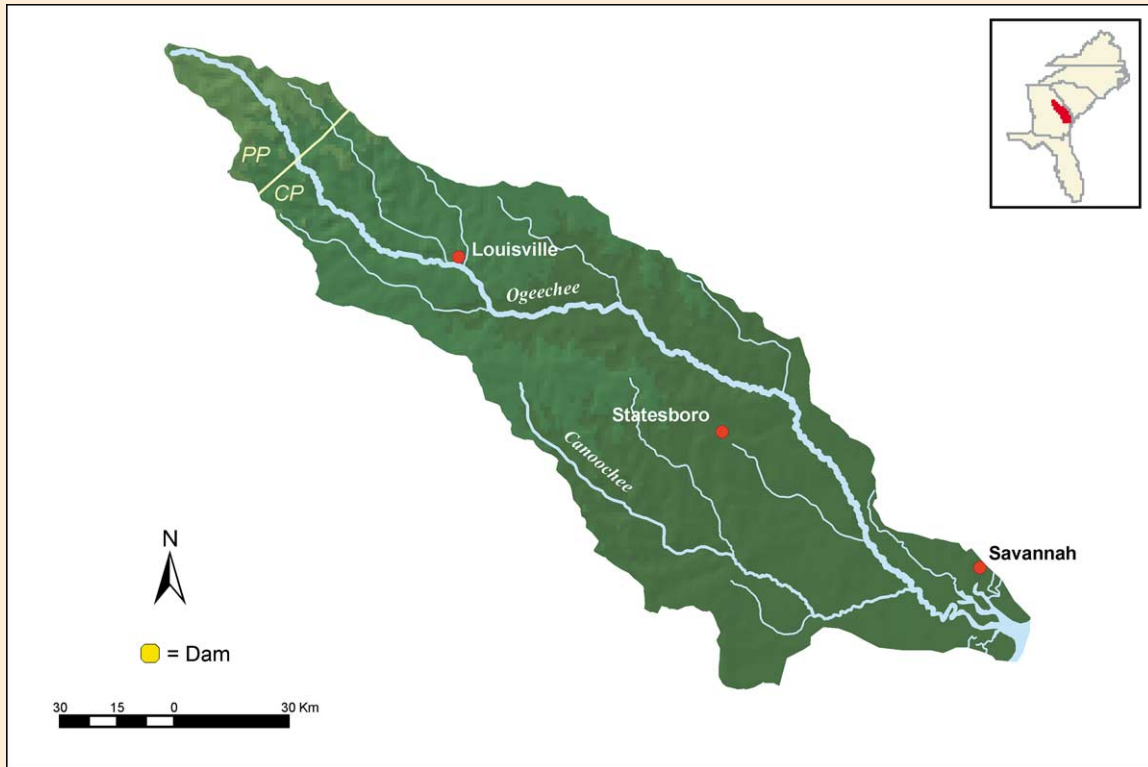 PP
CP
Louisville
Ogeechee
Statesboro
Canoochee
Savannah
N
= Dam
30 15 0 30 Km